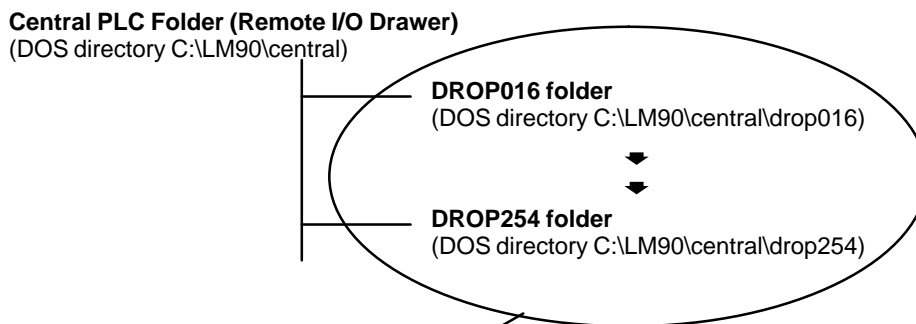 Central PLC Folder (Remote I/O Drawer)
(DOS directory C:\LM90\central)
DROP016 folder
(DOS directory C:\LM90\central\drop016)
DROP254 folder
(DOS directory C:\LM90\central\drop254)